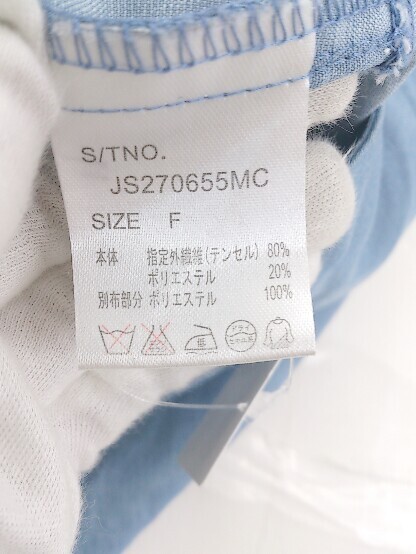 S/TNO.
JS270655MC
SIZE F
本体 指定外繊維(テンセル) 80%
ポリエステル 20%
別布部分 ポリエステル 100%
低